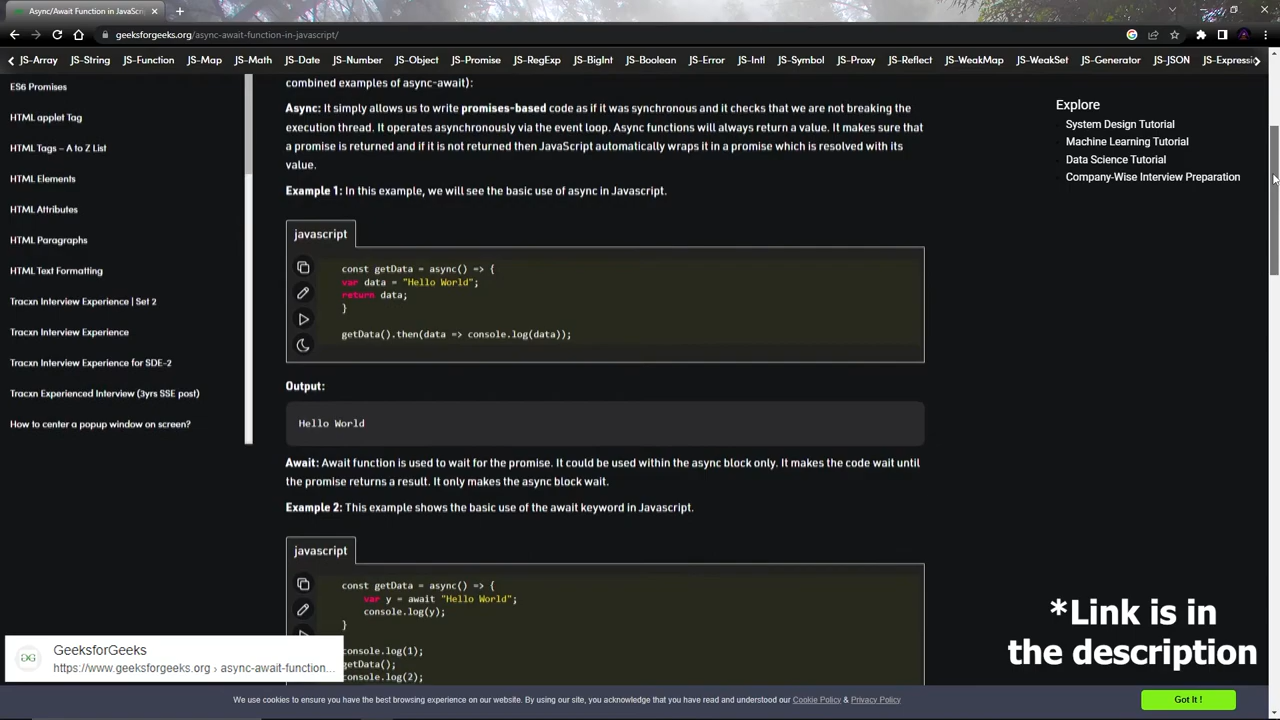 Async/Await Function in JavaScri
geeksforgeeks.org/async-await-function-in-javascript/
JS-Array JS-String JS-Function JS-Map JS-Math JS-Date JS-Number JS-Object JS-Promise JS-RegExp JS-BigInt JS-Boolean JS-Error JS-Intl JS-Symbol JS-Proxy JS-Reflect JS-WeakMap JS-WeakSet JS-Generator JS-JSON JS-Expressi
ES6 Promises
HTML applet Tag
HTML Tags – A to Z List
HTML Elements
HTML Attributes
HTML Paragraphs
HTML Text Formatting
Tracxn Interview Experience | Set 2
Tracxn Interview Experience
Tracxn Interview Experience for SDE-2
Tracxn Experienced Interview (3yrs SSE post)
How to center a popup window on screen?
combined examples of async-await):
Async: It simply allows us to write promises-based code as if it was synchronous and it checks that we are not breaking the
execution thread. It operates asynchronously via the event loop. Async functions will always return a value. It makes sure that
a promise is returned and if it is not returned then JavaScript automatically wraps it in a promise which is resolved with its
value.
Example 1: In this example, we will see the basic use of async in Javascript.
javascript
const getData = async() => {
var data = "Hello World";
return data;
}
getData().then(data => console.log(data));
Output:
Hello World
Await: Await function is used to wait for the promise. It could be used within the async block only. It makes the code wait until
the promise returns a result. It only makes the async block wait.
Example 2: This example shows the basic use of the await keyword in Javascript.
javascript
const getData = async() => {
var y = await "Hello World";
console.log(y);
}
console.log(1);
getData();
console.log(2);
Explore
System Design Tutorial
Machine Learning Tutorial
Data Science Tutorial
Company-Wise Interview Preparation
*Link is in
the description
GeeksforGeeks
https://www.geeksforgeeks.org › async-await-function...
We use cookies to ensure you have the best browsing experience on our website. By using our site, you acknowledge that you have read and understood our Cookie Policy & Privacy Policy
Got It !